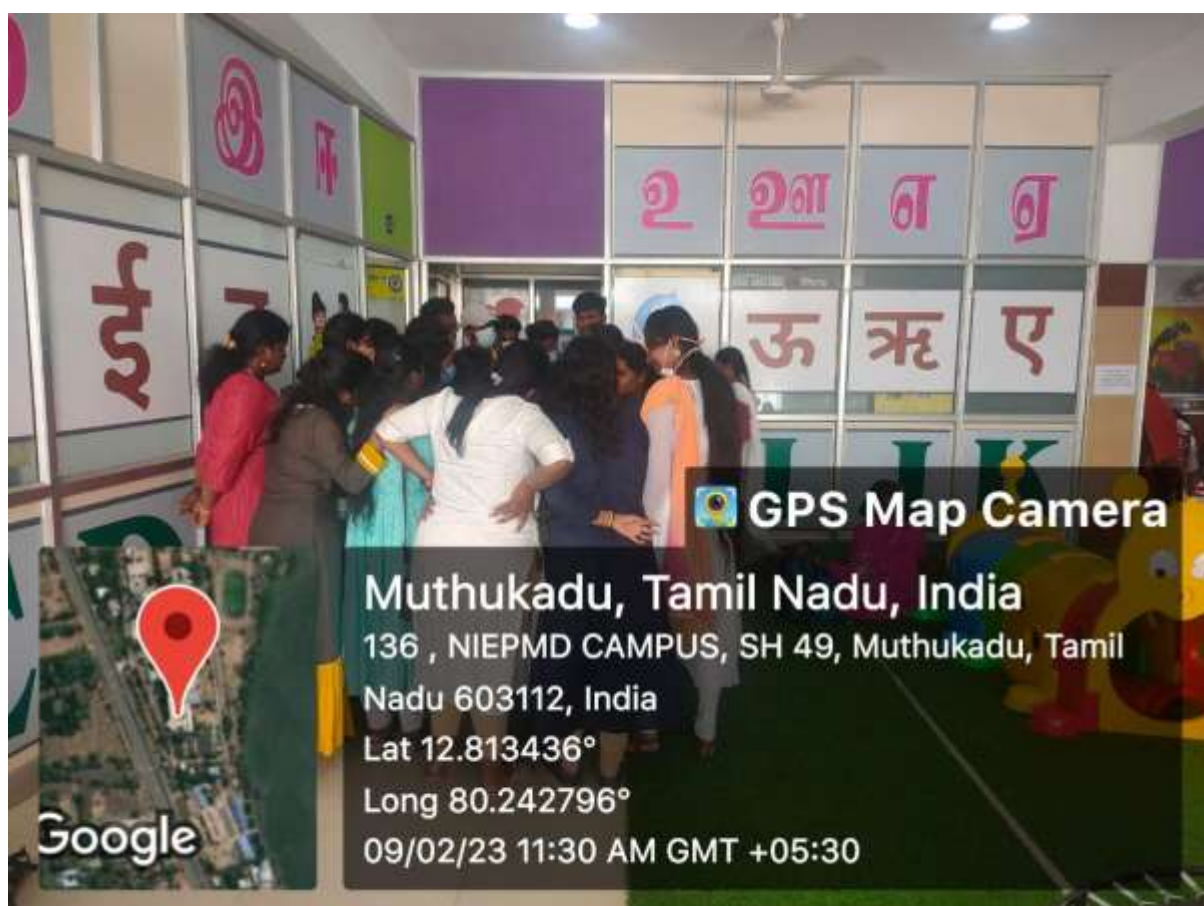 இ ஈ
உ ஊ எ ஏ
ई
ऊ ऋ ए
I J K
GPS Map Camera
Muthukadu, Tamil Nadu, India
136 , NIEPMD CAMPUS, SH 49, Muthukadu, Tamil
Nadu 603112, India
Lat 12.813436°
Long 80.242796°
09/02/23 11:30 AM GMT +05:30
Google